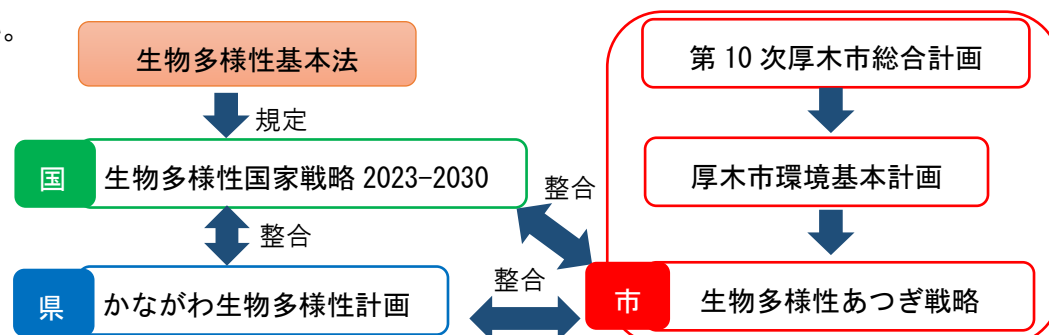 。
生物多様性基本法
規定
国 生物多様性国家戦略 2023-2030
整合
県 かながわ生物多様性計画
整合
整合
第 10 次厚木市総合計画
厚木市環境基本計画
市 生物多様性あつぎ戦略